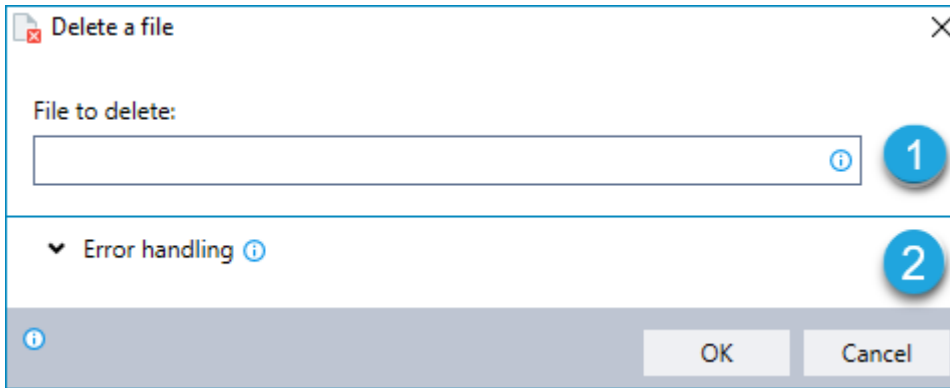 Delete a file
File to delete:
1
Error handling
2
OK Cancel